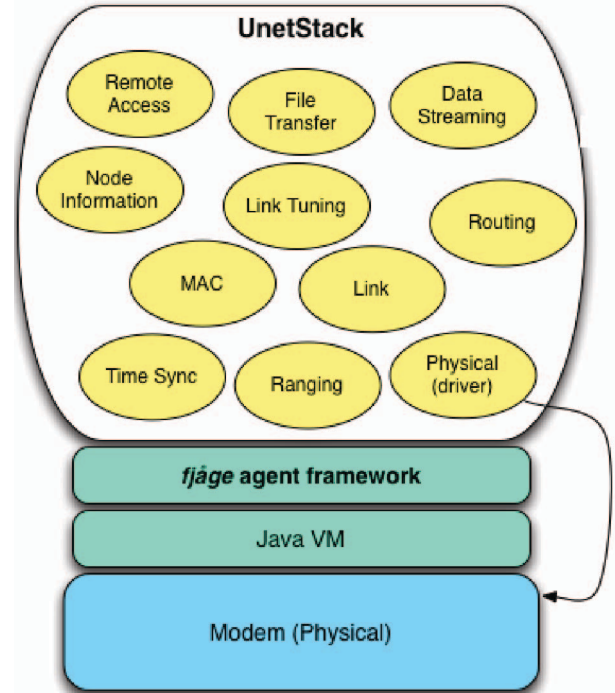 UnetStack
Remote
Access
File
Transfer
Data
Streaming
Node
Information
Link Tuning
Routing
MAC
Link
Time Sync
Ranging
Physical
(driver)
fjåge agent framework
Java VM
Modem (Physical)